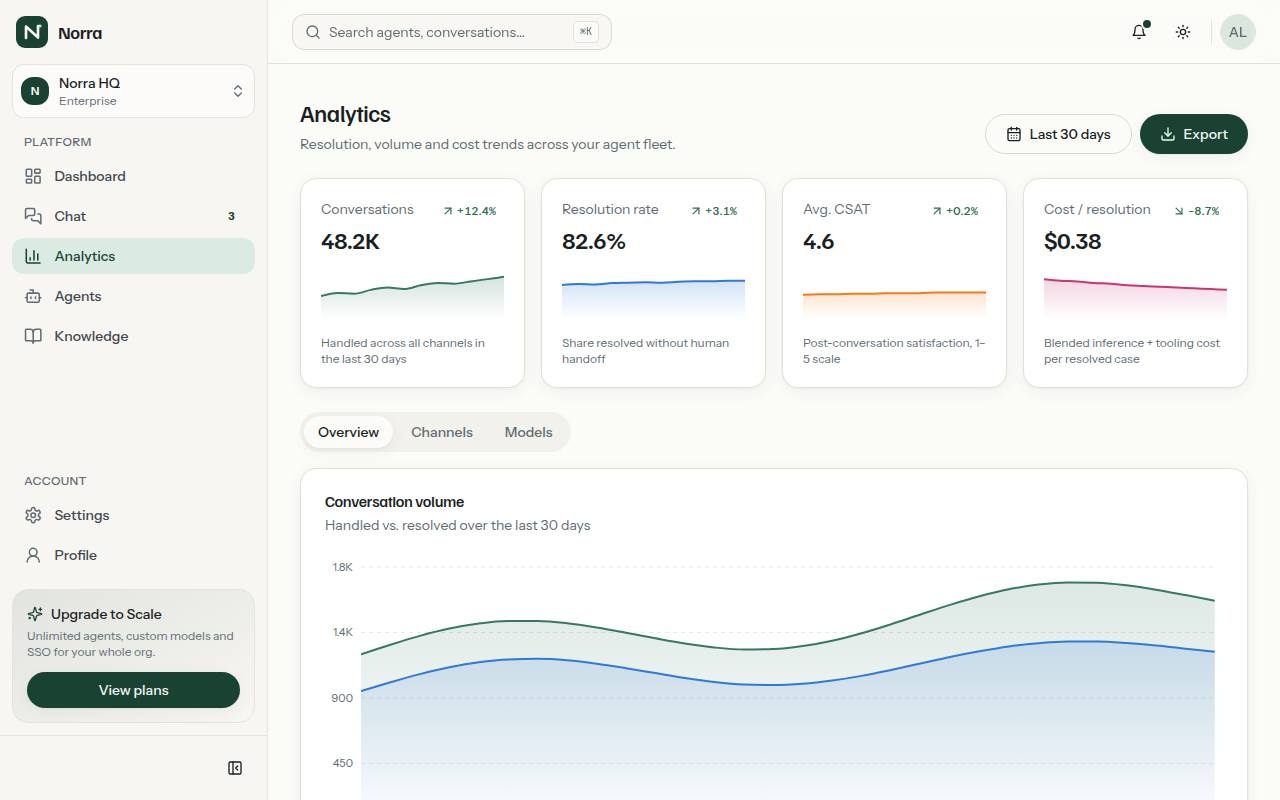 Norra
N
Norra HQ
Enterprise
PLATFORM
Dashboard
Chat
3
Analytics
Agents
Knowledge
ACCOUNT
Settings
Profile
Upgrade to Scale
Unlimited agents, custom models and
SSO for your whole org.
View plans
Search agents, conversations...
⌘K
AL
Analytics
Resolution, volume and cost trends across your agent fleet.
Last 30 days
Export
Conversations
+12.4%
48.2K
Handled across all channels in
the last 30 days
Resolution rate
+3.1%
82.6%
Share resolved without human
handoff
Avg. CSAT
+0.2%
4.6
Post-conversation satisfaction, 1–
5 scale
Cost / resolution
-8.7%
$0.38
Blended inference + tooling cost
per resolved case
Overview
Channels
Models
Conversation volume
Handled vs. resolved over the last 30 days
1.8K
1.4K
900
450